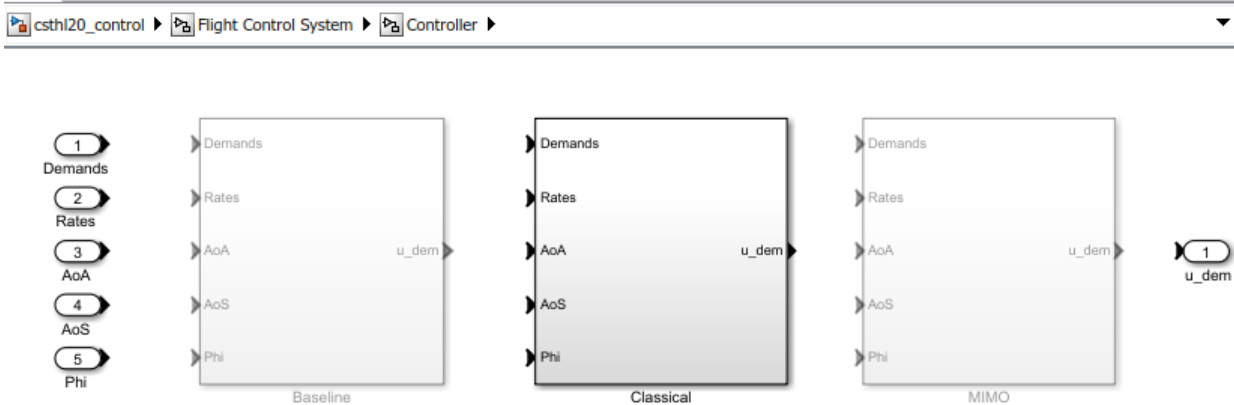 csthl20_control Flight Control System Controller
1
Demands
2
Rates
3
AoA
4
AoS
5
Phi
Demands
Rates
AoA
u_dem
AoS
Phi
Baseline
Demands
Rates
AoA
u_dem
AoS
Phi
Classical
Demands
Rates
AoA
u_dem
AoS
Phi
MIMO
1
u_dem